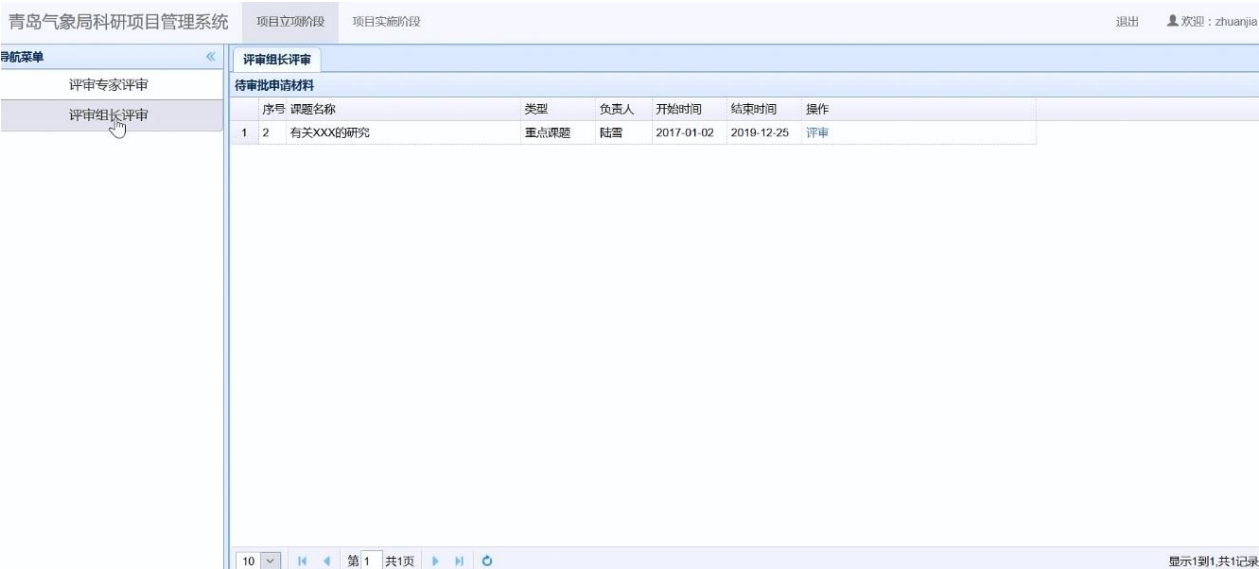 青岛气象局科研项目管理系统 项目立项阶段 项目实施阶段 退出 欢迎：zhuanjia
导航菜单 评审组长评审
评审专家评审 待审批申请材料
评审组长评审 序号 课题名称 类型 负责人 开始时间 结束时间 操作
1 2 有关XXX的研究 重点课题 陆雪 2017-01-02 2019-12-25 评审
10 第 1 共1页 显示1到1,共1记录